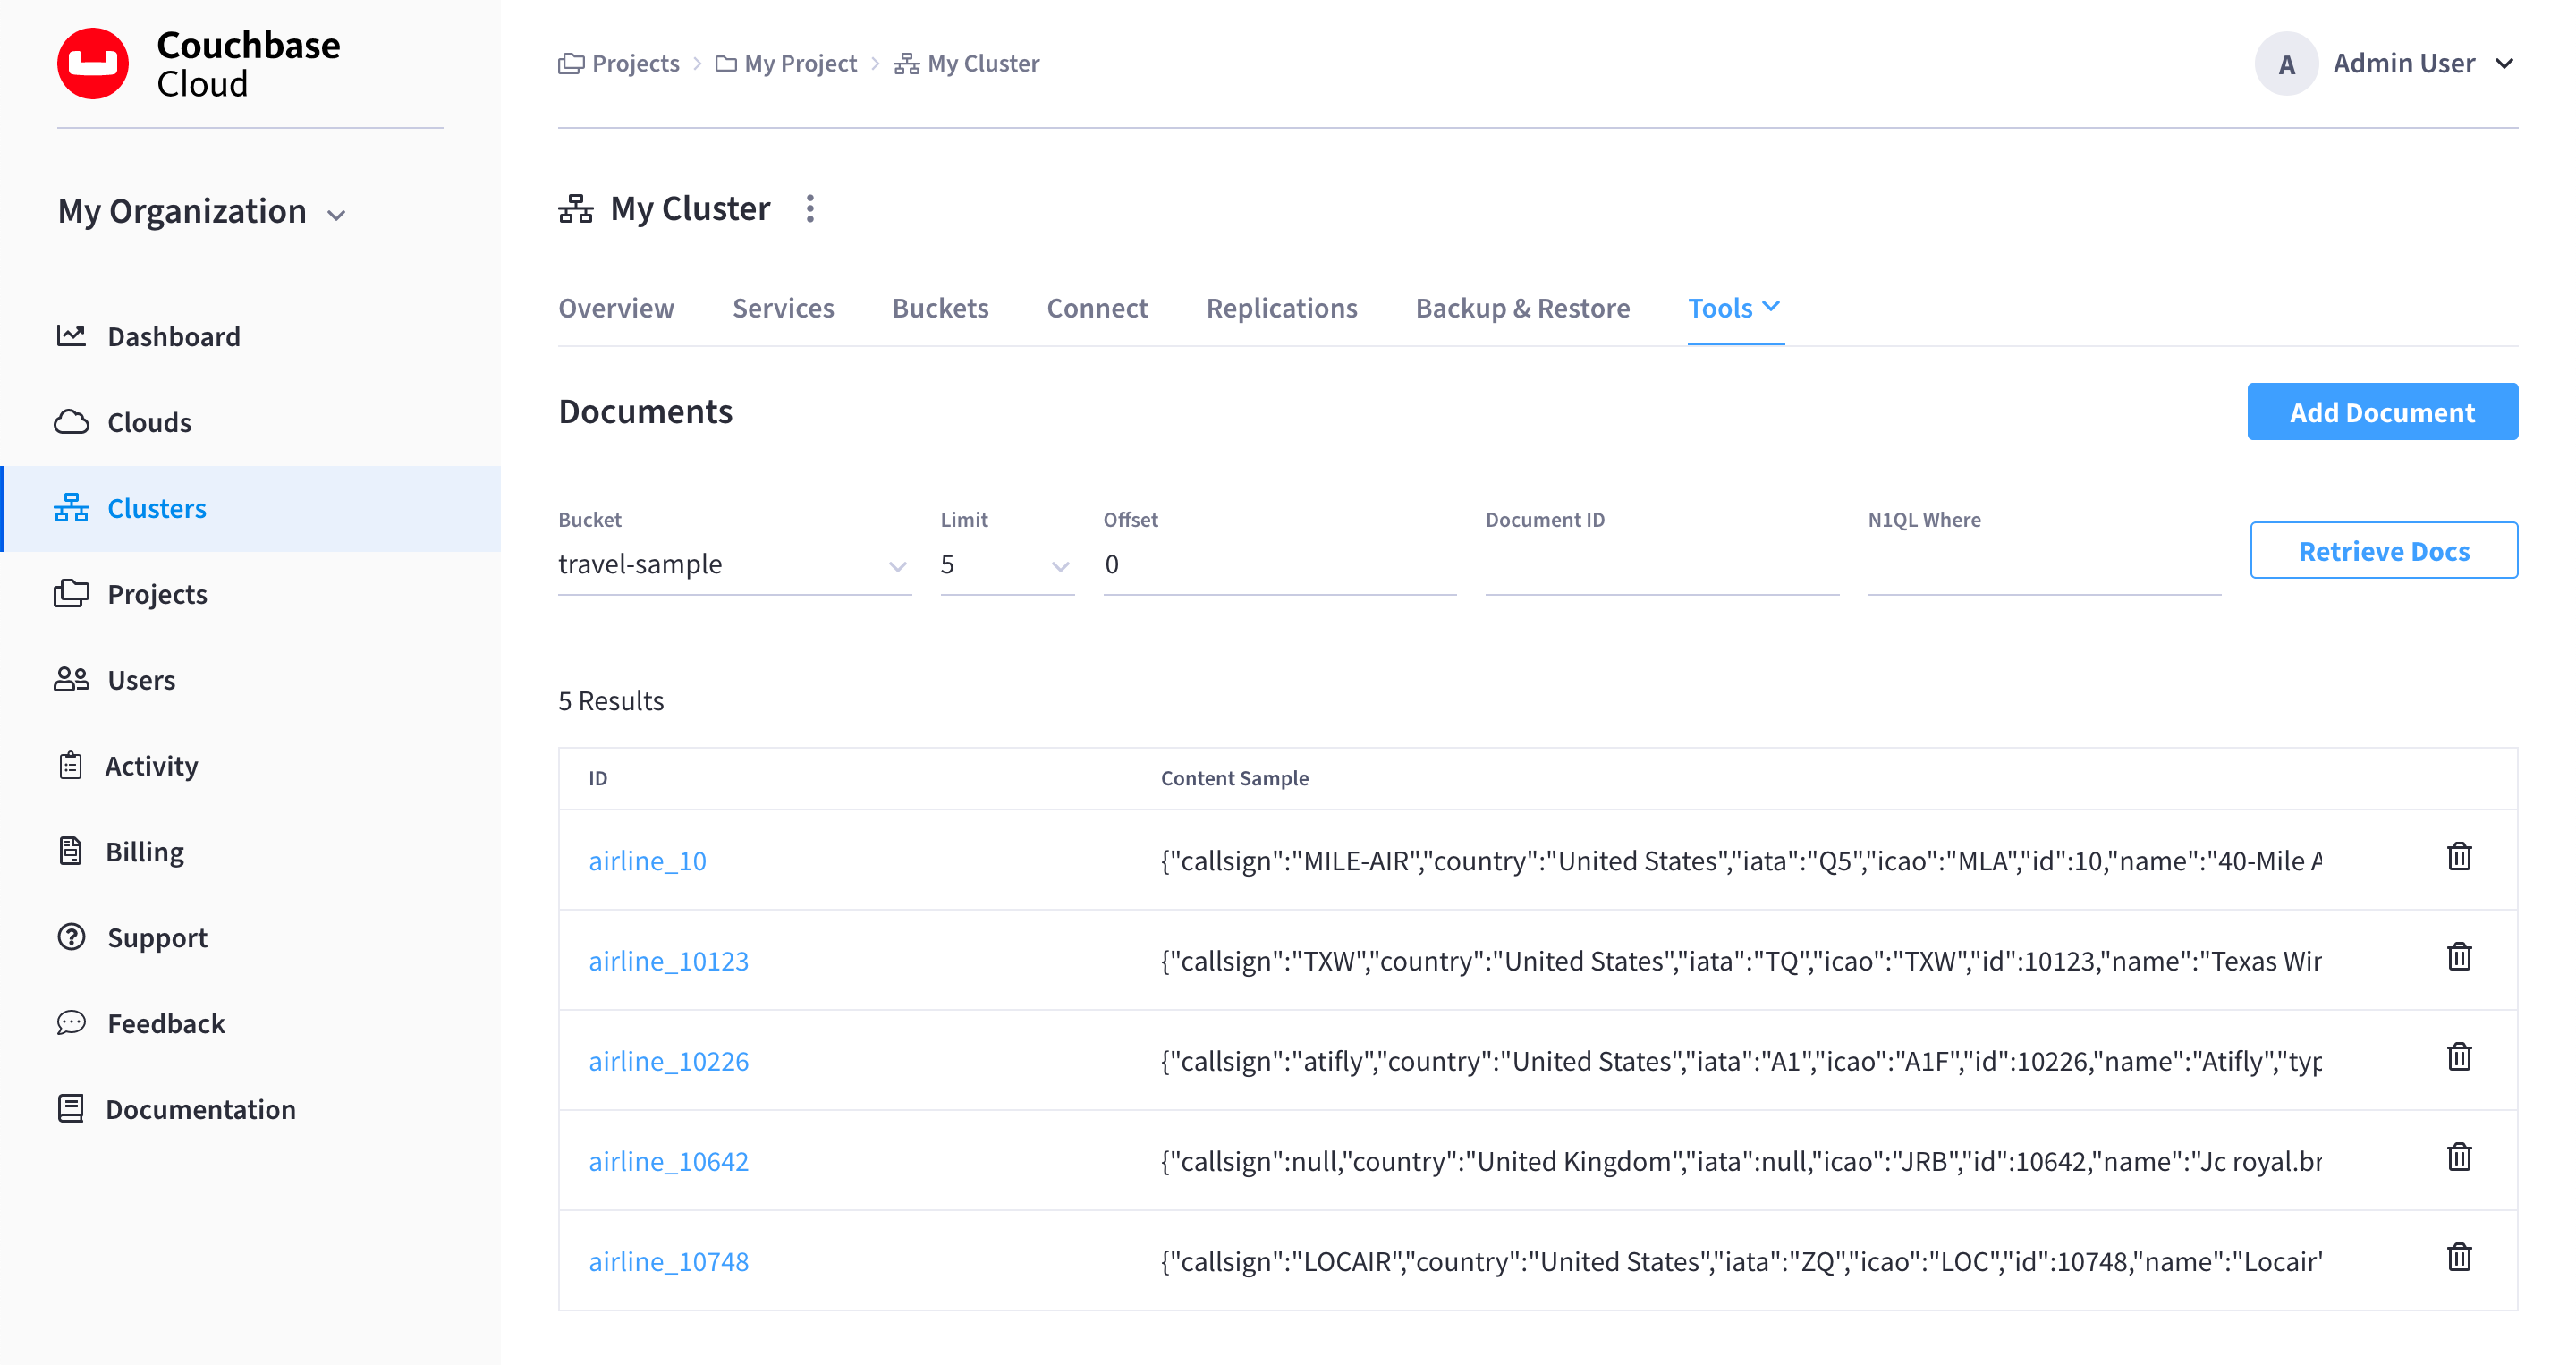 Couchbase
Cloud
Projects > My Project > My Cluster
A Admin User
My Organization
My Cluster
Dashboard
Clouds
Clusters
Projects
Users
Activity
Billing
Support
Feedback
Documentation
Overview Services Buckets Connect Replications Backup & Restore Tools
Documents
Add Document
Bucket Limit Offset Document ID N1QL Where
travel-sample 5 0
Retrieve Docs
5 Results
ID Content Sample
airline_10 {"callsign":"MILE-AIR","country":"United States","iata":"Q5","icao":"MLA","id":10,"name":"40-Mile A
airline_10123 {"callsign":"TXW","country":"United States","iata":"TQ","icao":"TXW","id":10123,"name":"Texas Wir
airline_10226 {"callsign":"atifly","country":"United States","iata":"A1","icao":"A1F","id":10226,"name":"Atifly","typ
airline_10642 {"callsign":null,"country":"United Kingdom","iata":null,"icao":"JRB","id":10642,"name":"Jc royal.br
airline_10748 {"callsign":"LOCAIR","country":"United States","iata":"ZQ","icao":"LOC","id":10748,"name":"Locair"